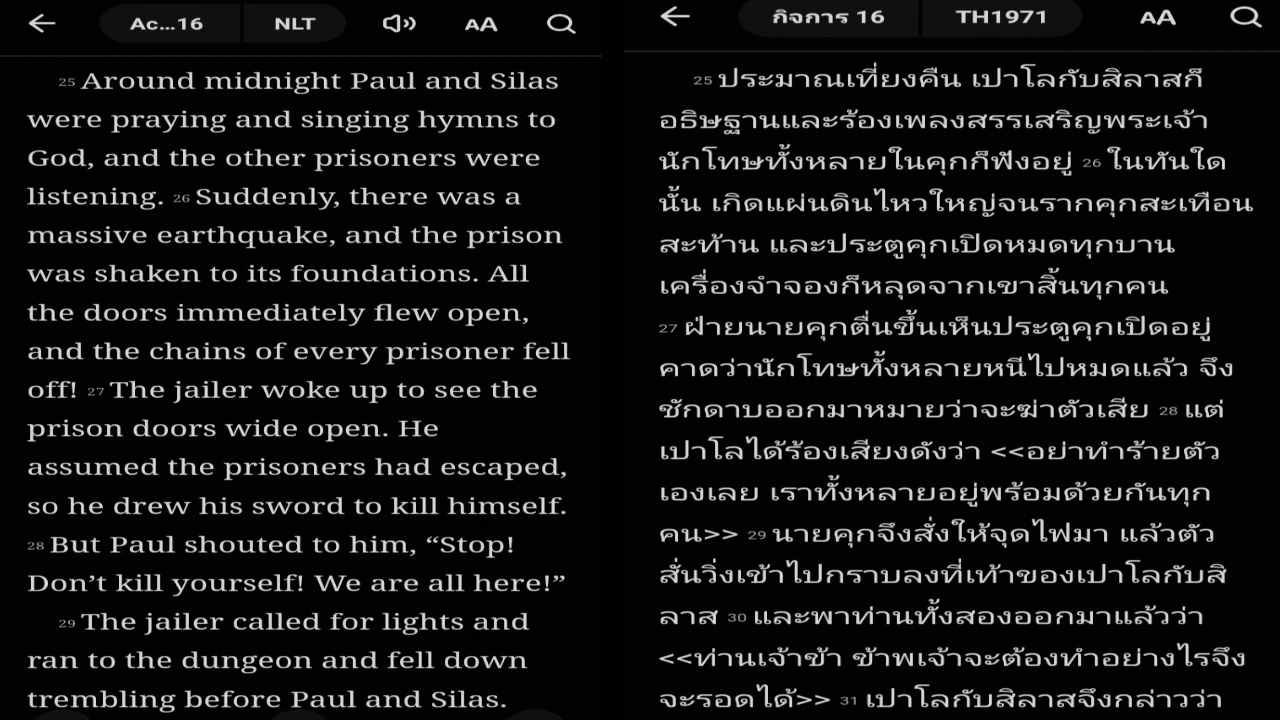 Ac...16 NLT AA
25 Around midnight Paul and Silas
were praying and singing hymns to
God, and the other prisoners were
listening. 26 Suddenly, there was a
massive earthquake, and the prison
was shaken to its foundations. All
the doors immediately flew open,
and the chains of every prisoner fell
off! 27 The jailer woke up to see the
prison doors wide open. He
assumed the prisoners had escaped,
so he drew his sword to kill himself.
28 But Paul shouted to him, “Stop!
Don’t kill yourself! We are all here!”
29 The jailer called for lights and
ran to the dungeon and fell down
trembling before Paul and Silas.
กิจการ 16 TH1971 AA
25 ประมาณเที่ยงคืน เปาโลกับสิลาสก็
อธิษฐานและร้องเพลงสรรเสริญพระเจ้า
นักโทษทั้งหลายในคุกก็ฟังอยู่ 26 ในทันใด
นั้น เกิดแผ่นดินไหวใหญ่จนรากคุกสะเทือน
สะท้าน และประตูคุกเปิดหมดทุกบาน
เครื่องจำจองก็หลุดจากเขาสิ้นทุกคน
27 ฝ่ายนายคุกตื่นขึ้นเห็นประตูคุกเปิดอยู่
คาดว่านักโทษทั้งหลายหนีไปหมดแล้ว จึง
ชักดาบออกมาหมายว่าจะฆ่าตัวเสีย 28 แต่
เปาโลได้ร้องเสียงดังว่า <<อย่าทำร้ายตัว
เองเลย เราทั้งหลายอยู่พร้อมด้วยกันทุก
คน>> 29 นายคุกจึงสั่งให้จุดไฟมา แล้วตัว
สั่นวิ่งเข้าไปกราบลงที่เท้าของเปาโลกับสิ
ลาส 30 และพาท่านทั้งสองออกมาแล้วว่า
<<ท่านเจ้าข้า ข้าพเจ้าจะต้องทำอย่างไรจึง
จะรอดได้>> 31 เปาโลกับสิลาสจึงกล่าวว่า